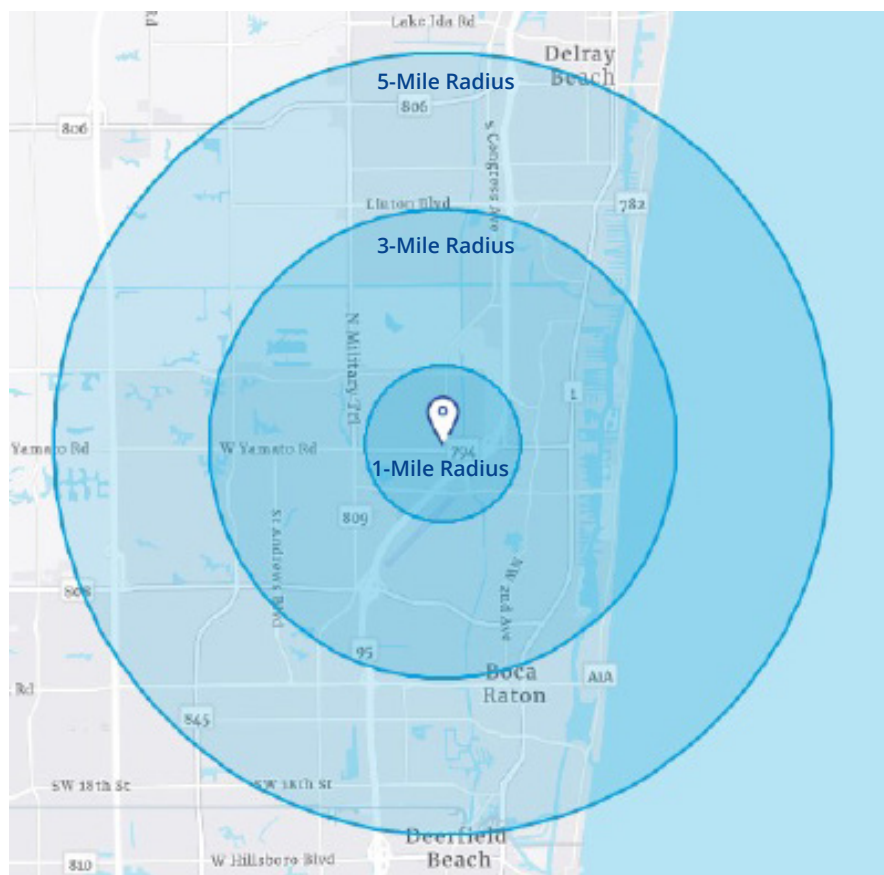 Lake Ida Rd
Delray
Beach
5-Mile Radius
806
806
S Congress Ave
Linton Blvd
782
3-Mile Radius
N Military Trl
1
Yamato Rd
W Yamato Rd
794
1-Mile Radius
St Andrews Blvd
809
NW 2nd Ave
808
95
Boca
Raton
A1A
Rd
845
SW 18th St
SW 18th St
Deerfield
Beach
W Hillsboro Blvd
810